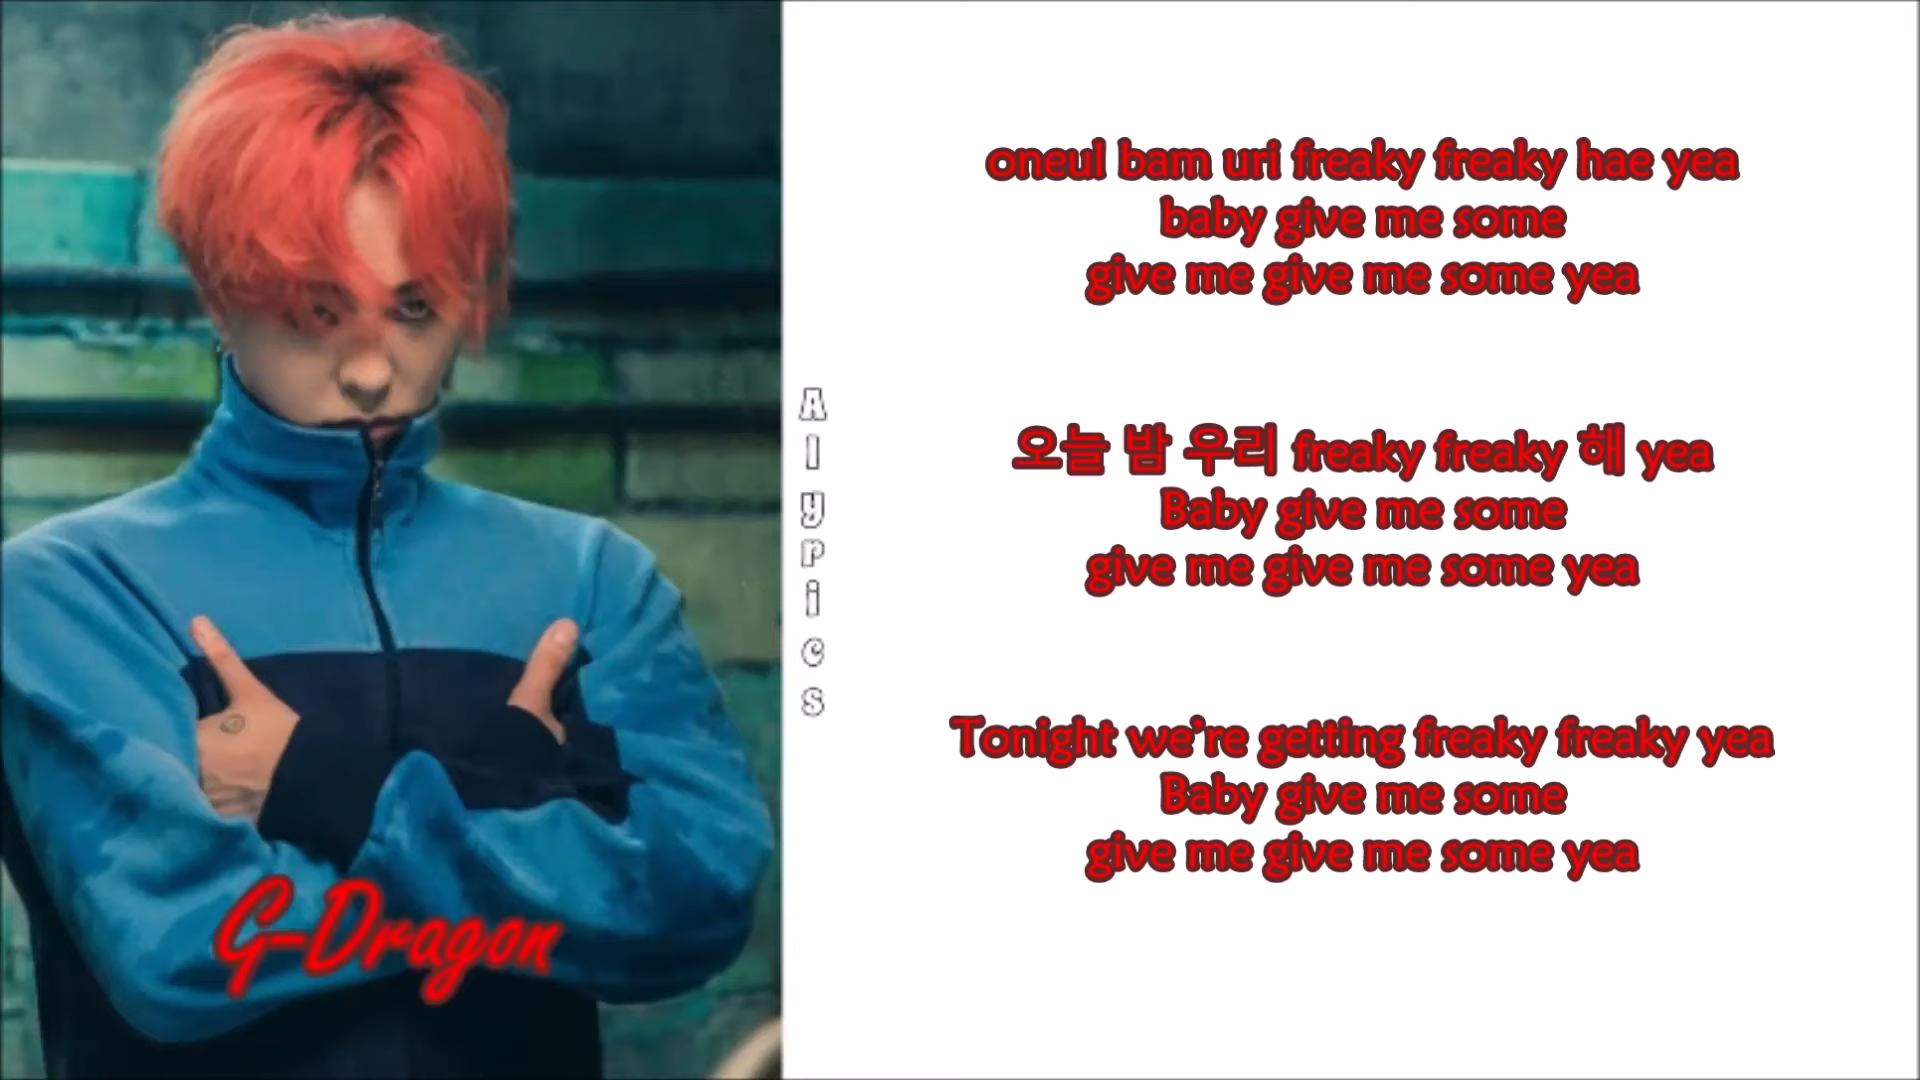 oneul bam uri freaky freaky hae yea
baby give me some
give me give me some yea
오늘 밤 우리 freaky freaky 해 yea
Baby give me some
give me give me some yea
Tonight we're getting freaky freaky yea
Baby give me some
give me give me some yea
Alyrics
G-Dragon